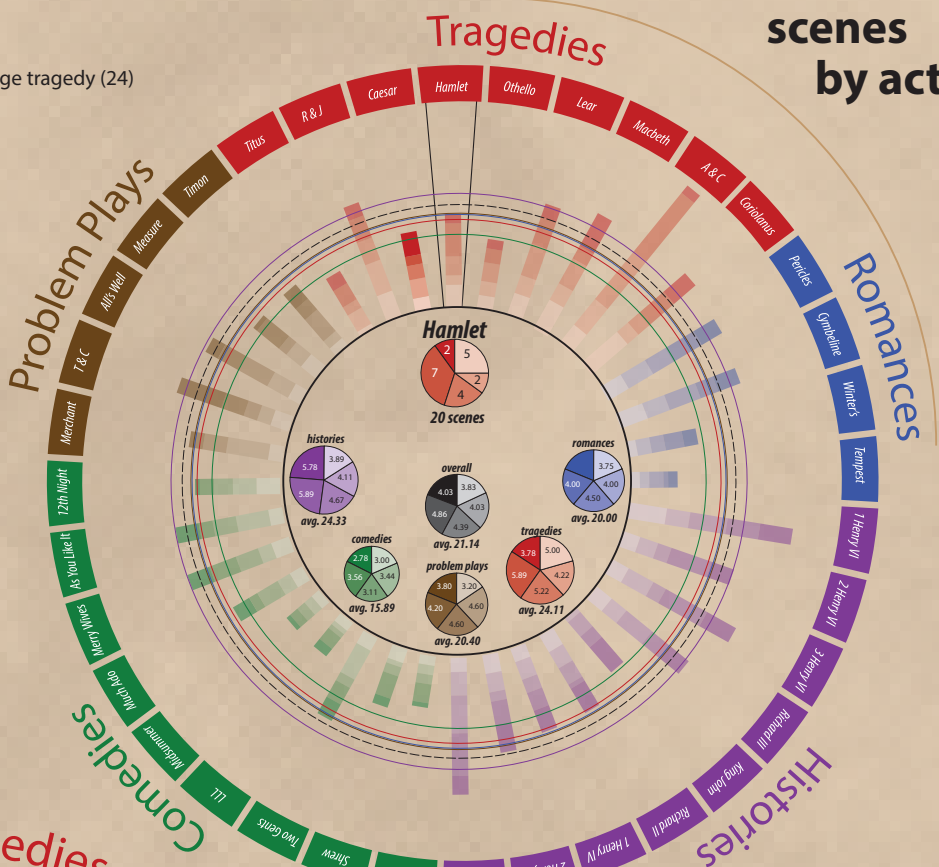 scenes
by act
ge tragedy (24)
Tragedies
Titus
R & J
Caesar
Hamlet
Othello
Lear
Macbeth
A & C
Coriolanus
Romances
Pericles
Cymbeline
Winter's
Tempest
Histories
1 Henry VI
2 Henry VI
3 Henry VI
Richard III
King John
Richard II
1 Henry IV
Comedies
Shrew
Two Gents
LLL
Midsummer
Much Ado
Merry Wives
As You Like It
12th Night
Problem Plays
Merchant
T & C
All's Well
Measure
Timon
Hamlet
2
5
7
2
4
20 scenes
histories
5.78
3.89
4.11
5.89
4.67
avg. 24.33
overall
4.03
3.83
4.03
4.86
4.39
avg. 21.14
romances
3.75
4.00
4.00
4.50
avg. 20.00
comedies
2.78
3.00
3.56
3.44
3.11
avg. 15.89
problem plays
3.80
3.20
4.20
4.60
4.60
avg. 20.40
tragedies
3.78
5.00
5.89
4.22
5.22
avg. 24.11
edies